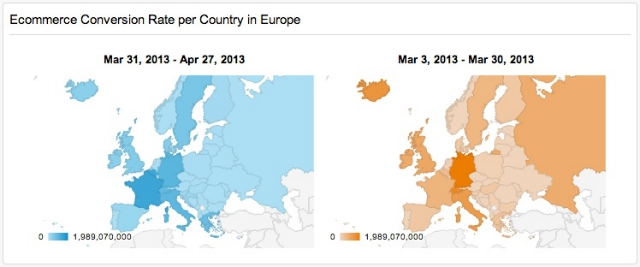 Ecommerce Conversion Rate per Country in Europe
Mar 31, 2013 - Apr 27, 2013
Mar 3, 2013 - Mar 30, 2013
0 1,989,070,000
0 1,989,070,000